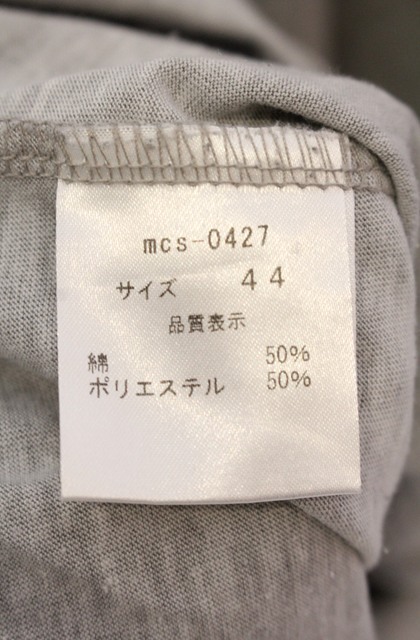 mcs-0427
サイズ 44
品質表示
綿 50%
ポリエステル 50%